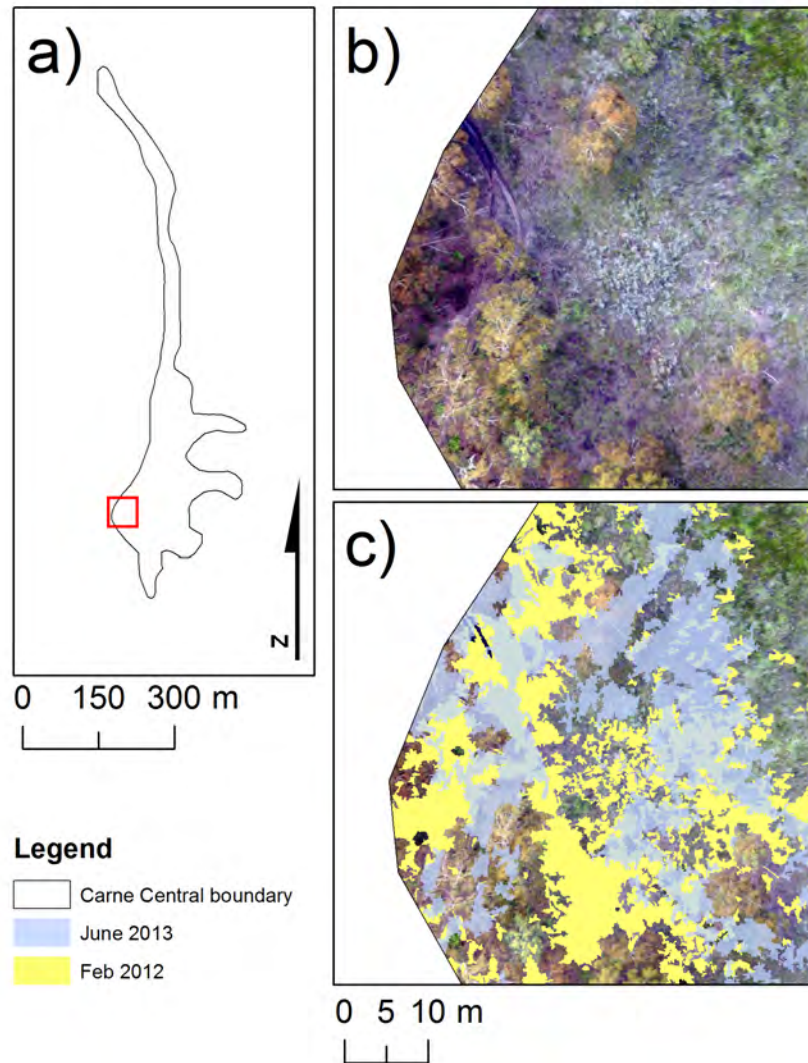 a)
b)
c)
N
0 150 300 m
Legend
Carne Central boundary
June 2013
Feb 2012
0 5 10 m